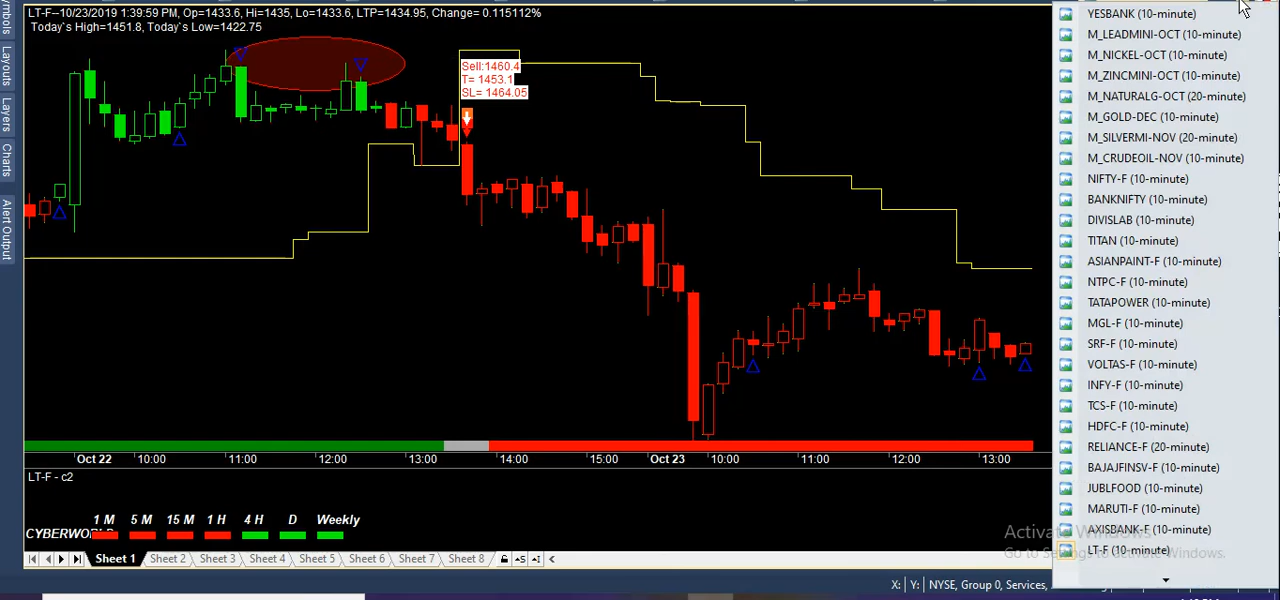 LT-F--10/23/2019 1:39:59 PM, Op=1433.6, Hi=1435, Lo=1433.6, LTP=1434.95, Change= 0.115112%
Today`s High=1451.8, Today`s Low=1422.75
Layouts
Layers
Charts
Alert Output
Sell:1460.4
T= 1453.1
SL= 1464.05
Oct 22 10:00 11:00 12:00 13:00 14:00 15:00 Oct 23 10:00 11:00 12:00 13:00
LT-F - c2
1 M 5 M 15 M 1 H 4 H D Weekly
Sheet 1 Sheet 2 Sheet 3 Sheet 4 Sheet 5 Sheet 6 Sheet 7 Sheet 8
X: Y: NYSE, Group 0, Services,
YESBANK (10-minute)
M_LEADMINI-OCT (10-minute)
M_NICKEL-OCT (10-minute)
M_ZINCMINI-OCT (10-minute)
M_NATURALG-OCT (20-minute)
M_GOLD-DEC (10-minute)
M_SILVERMI-NOV (20-minute)
M_CRUDEOIL-NOV (10-minute)
NIFTY-F (10-minute)
BANKNIFTY (10-minute)
DIVISLAB (10-minute)
TITAN (10-minute)
ASIANPAINT-F (10-minute)
NTPC-F (10-minute)
TATAPOWER (10-minute)
MGL-F (10-minute)
SRF-F (10-minute)
VOLTAS-F (10-minute)
INFY-F (10-minute)
TCS-F (10-minute)
HDFC-F (10-minute)
RELIANCE-F (20-minute)
BAJAJFINSV-F (10-minute)
JUBLFOOD (10-minute)
MARUTI-F (10-minute)
AXISBANK-F (10-minute)
LT-F (10-minute)
Activate Windows
Go to Settings to activate Windows.